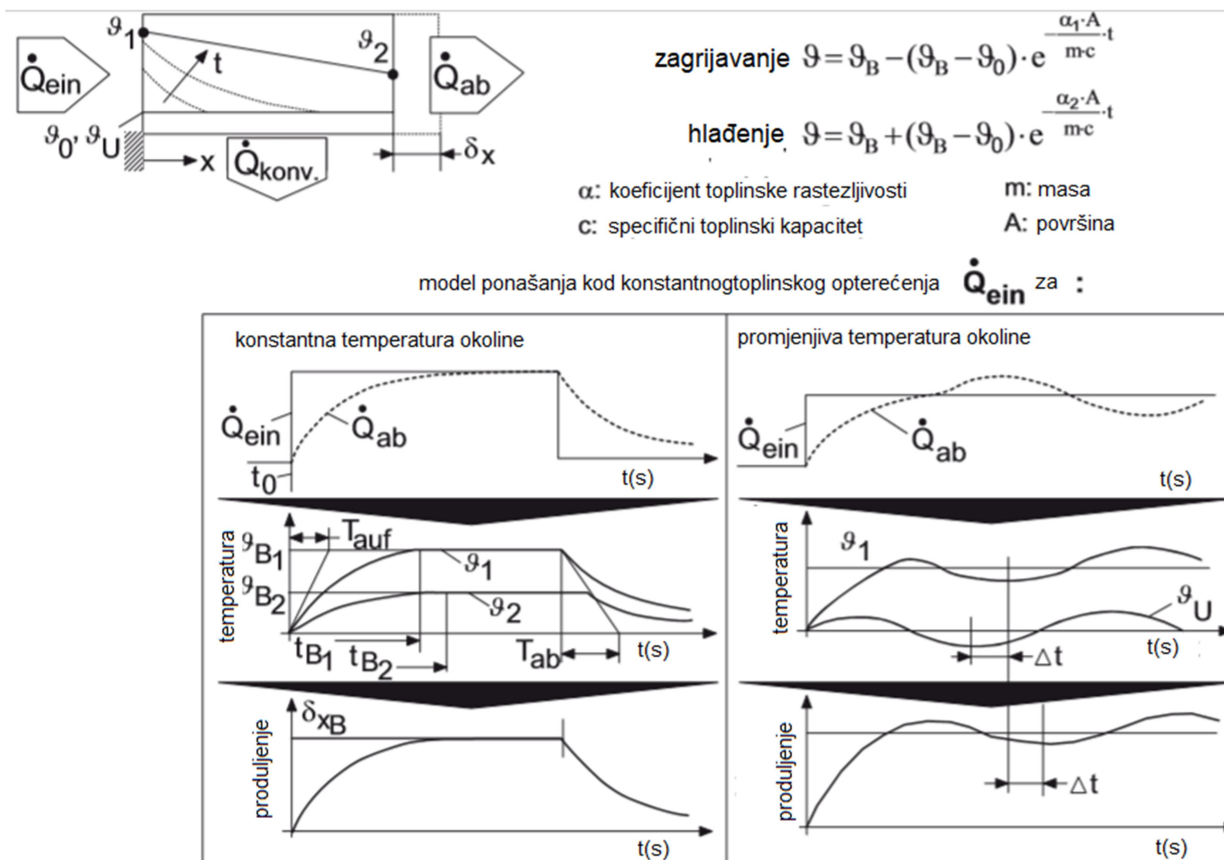 ϑ1
ϑ2
t
Q̇ein
Q̇ab
ϑ0, ϑU
x
Q̇konv.
δx
zagrijavanje ϑ = ϑB − (ϑB − ϑ0) · e^(−(α1·A)/(m·c)·t)
hlađenje , ϑ = ϑB + (ϑB − ϑ0) · e^(−(α2·A)/(m·c)·t)
α: koeficijent toplinske rastezljivosti
m: masa
c: specifični toplinski kapacitet
A: površina
model ponašanja kod konstantnogtoplinskog opterećenja Q̇ein za :
konstantna temperatura okoline
Q̇ein
Q̇ab
t0
t(s)
temperatura
ϑB1
Tauf
ϑ1
ϑB2
ϑ2
tB1
tB2
Tab
t(s)
produljenje
δxB
t(s)
promjenjiva temperatura okoline
Q̇ein
Q̇ab
t(s)
temperatura
ϑ1
ϑU
t(s)
Δt
produljenje
Δt
t(s)